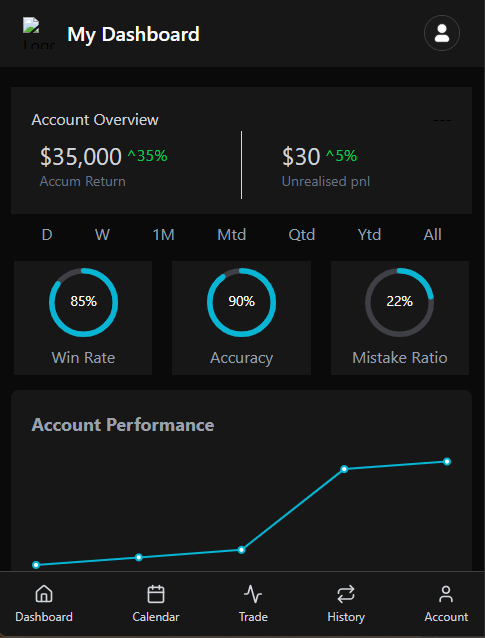 Logo
My Dashboard
Account Overview
---
$35,000 ^35%
Accum Return
$30 ^5%
Unrealised pnl
D W 1M Mtd Qtd Ytd All
85%
Win Rate
90%
Accuracy
22%
Mistake Ratio
Account Performance
Dashboard Calendar Trade History Account